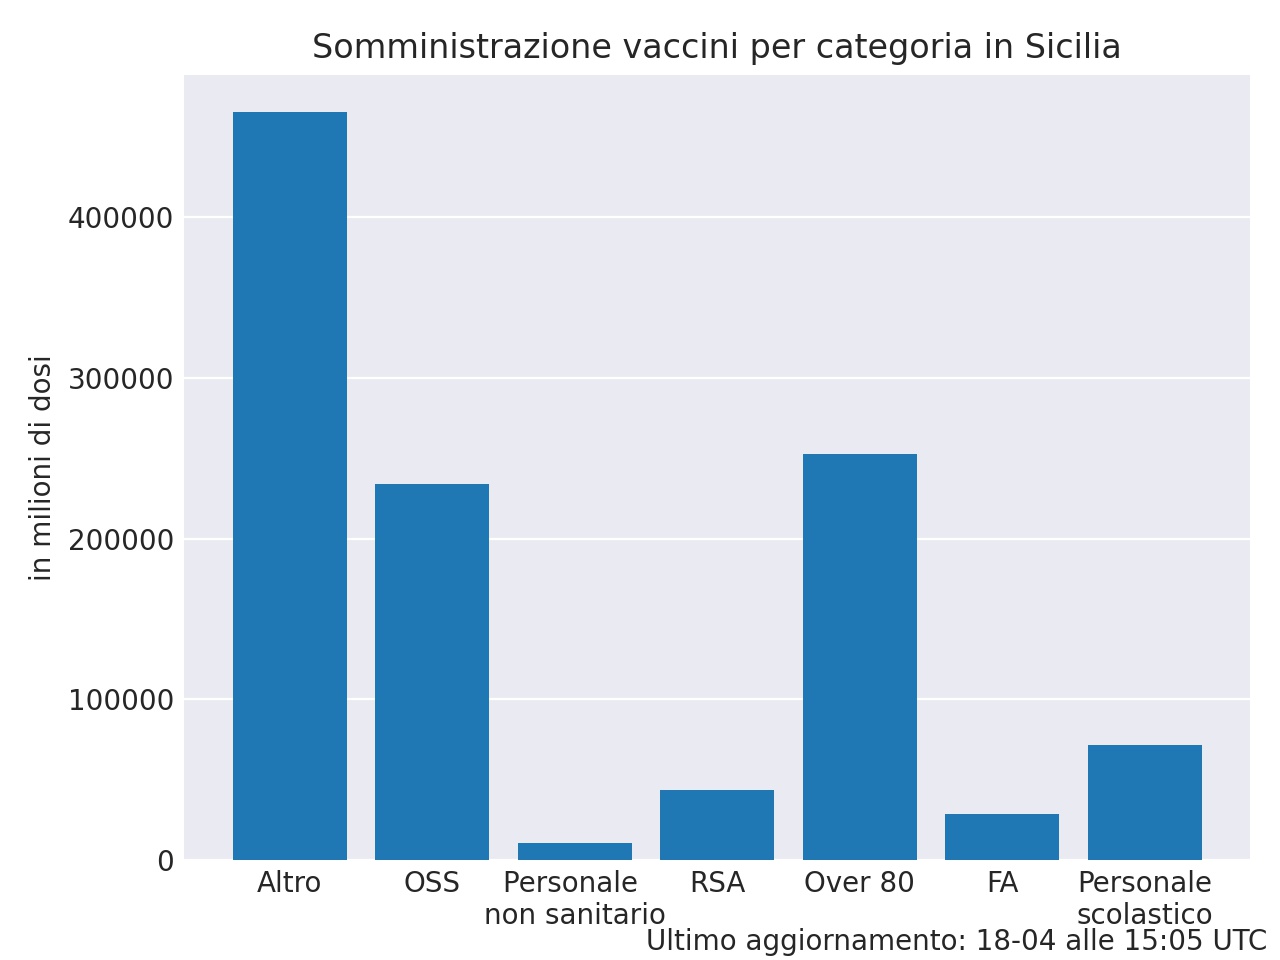 Somministrazione vaccini per categoria in Sicilia
in milioni di dosi
400000
300000
200000
100000
0
Altro
OSS
Personale
non sanitario
RSA
Over 80
FA
Personale
scolastico
Ultimo aggiornamento: 18-04 alle 15:05 UTC